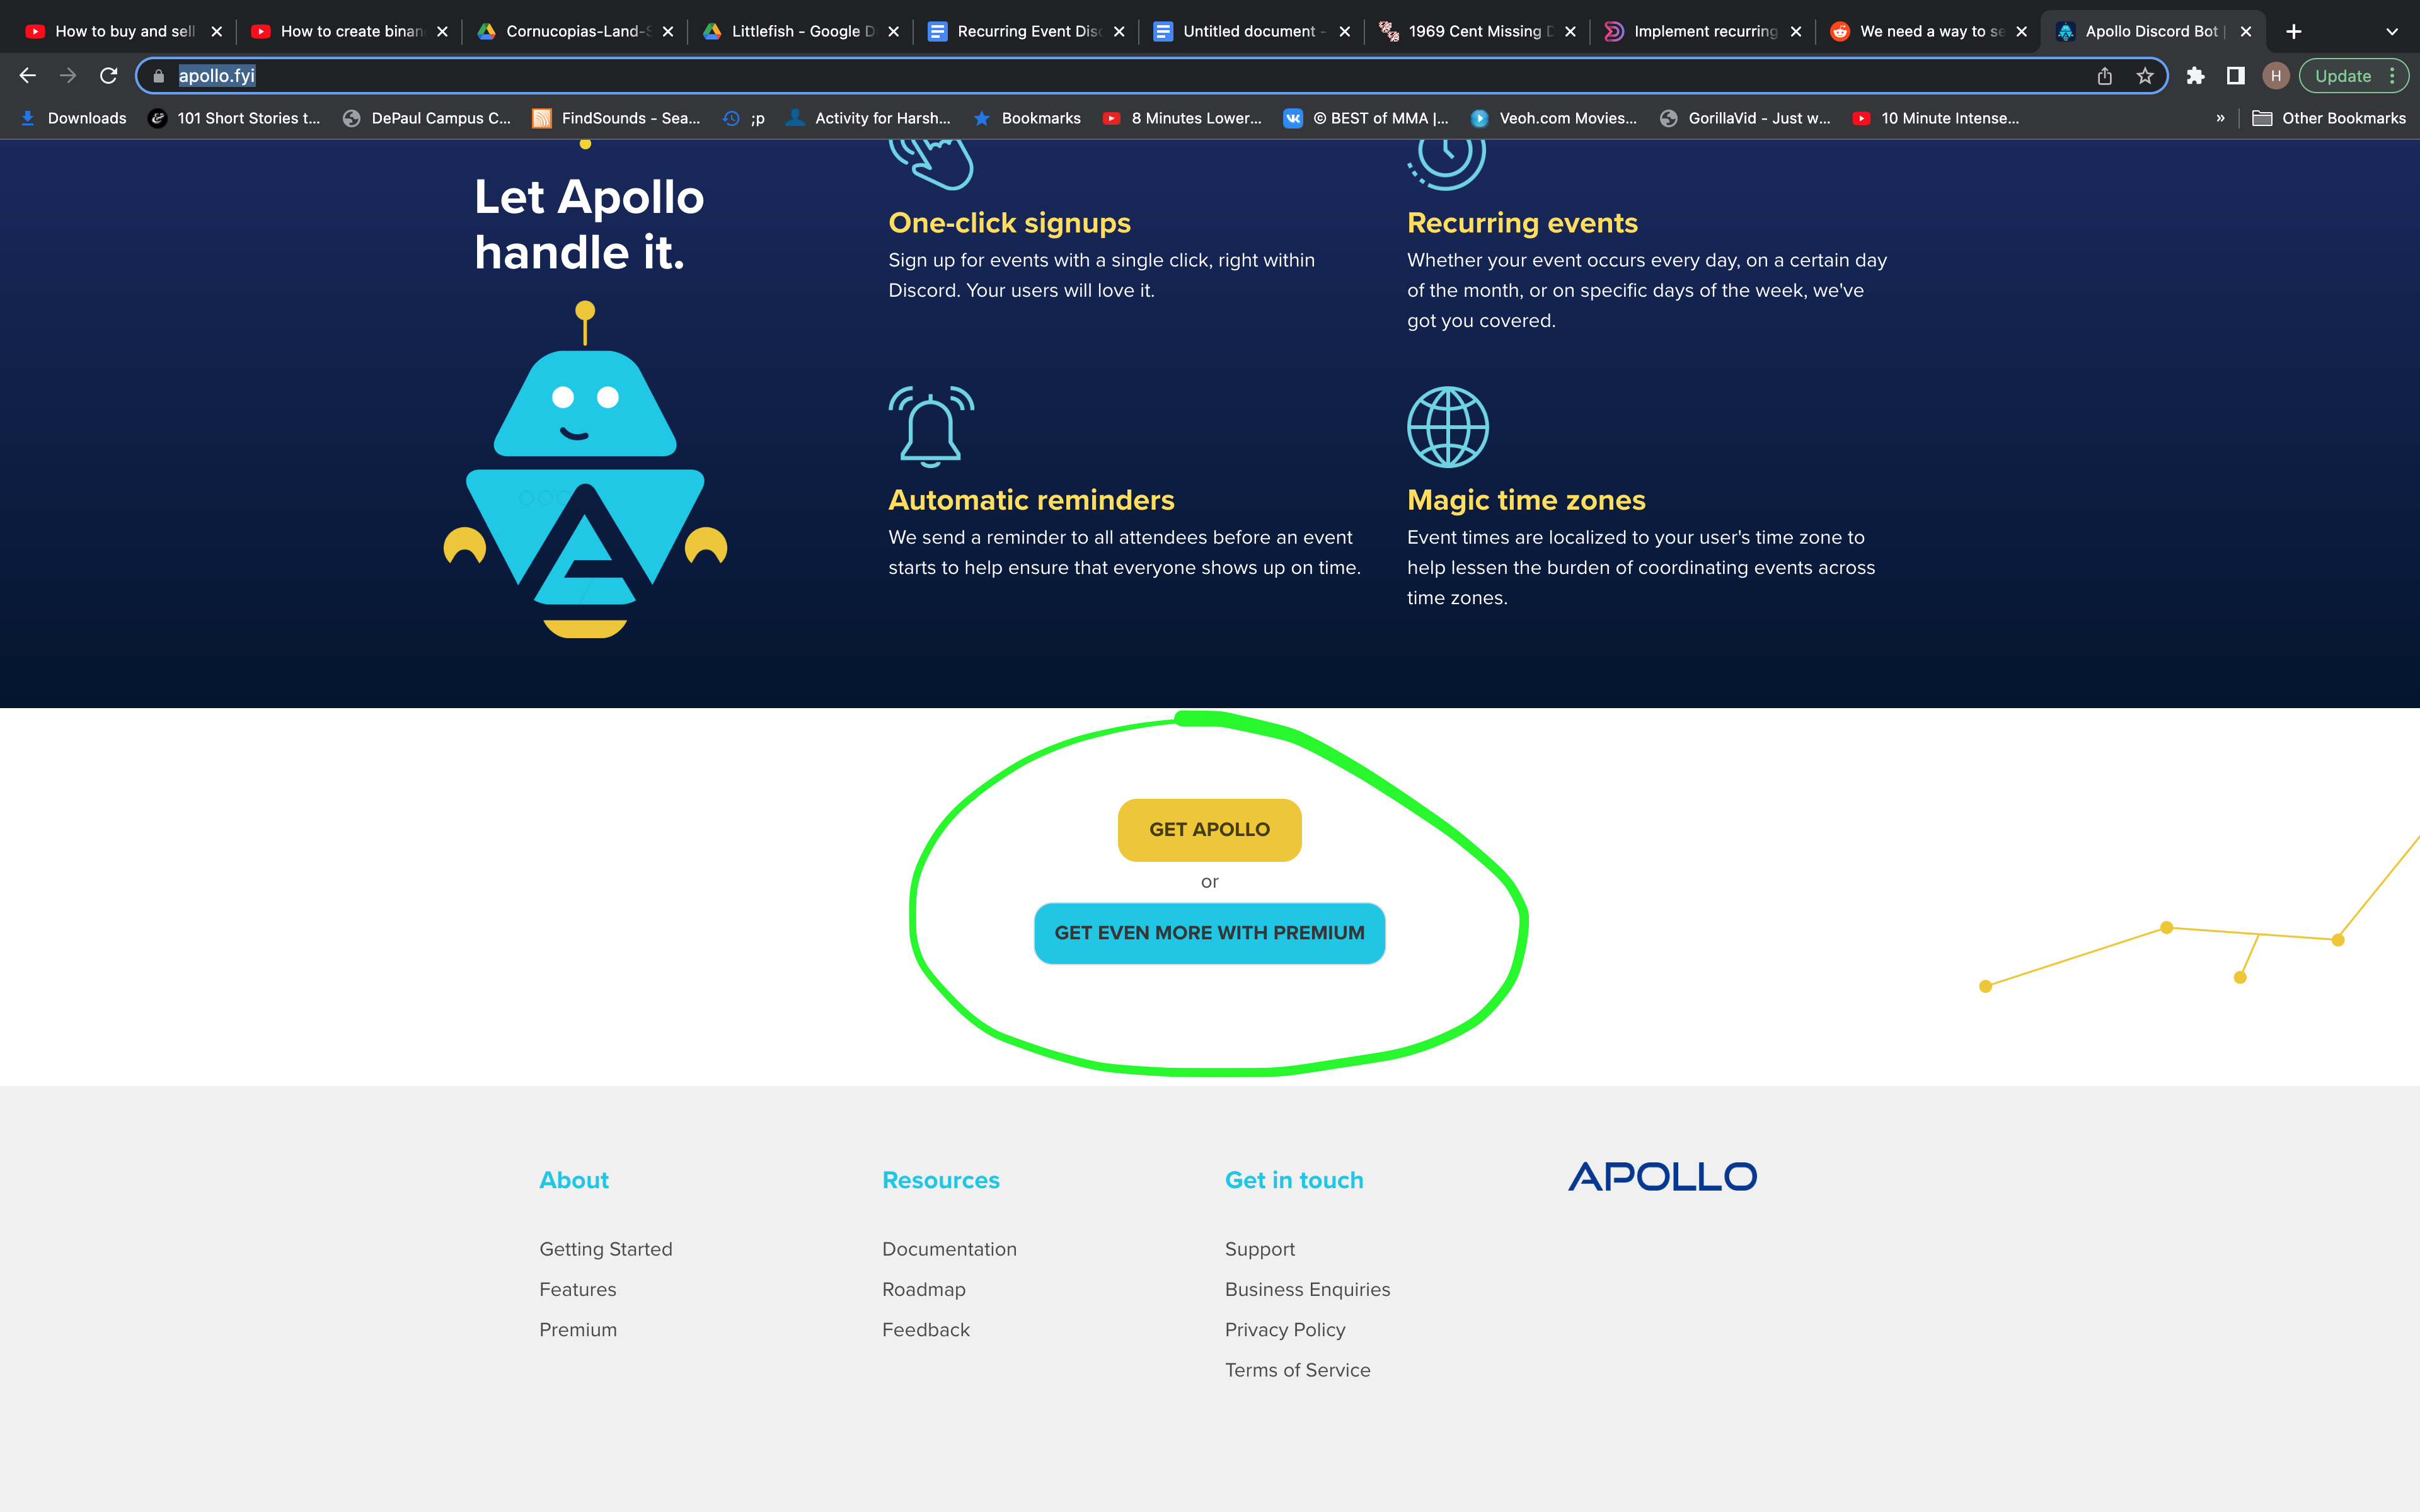 How to buy and sell
How to create binan
Cornucopias-Land-S
Littlefish - Google D
Recurring Event Disc
Untitled document -
1969 Cent Missing D
Implement recurring
We need a way to se
Apollo Discord Bot |
apollo.fyi
H
Update
Downloads
101 Short Stories t...
DePaul Campus C...
FindSounds - Sea...
;p
Activity for Harsh...
Bookmarks
8 Minutes Lower...
© BEST of MMA |...
Veoh.com Movies...
GorillaVid - Just w...
10 Minute Intense...
»
Other Bookmarks
Let Apollo
handle it.
One-click signups
Sign up for events with a single click, right within
Discord. Your users will love it.
Recurring events
Whether your event occurs every day, on a certain day
of the month, or on specific days of the week, we've
got you covered.
Automatic reminders
We send a reminder to all attendees before an event
starts to help ensure that everyone shows up on time.
Magic time zones
Event times are localized to your user's time zone to
help lessen the burden of coordinating events across
time zones.
GET APOLLO
or
GET EVEN MORE WITH PREMIUM
About
Getting Started
Features
Premium
Resources
Documentation
Roadmap
Feedback
Get in touch
Support
Business Enquiries
Privacy Policy
Terms of Service
APOLLO